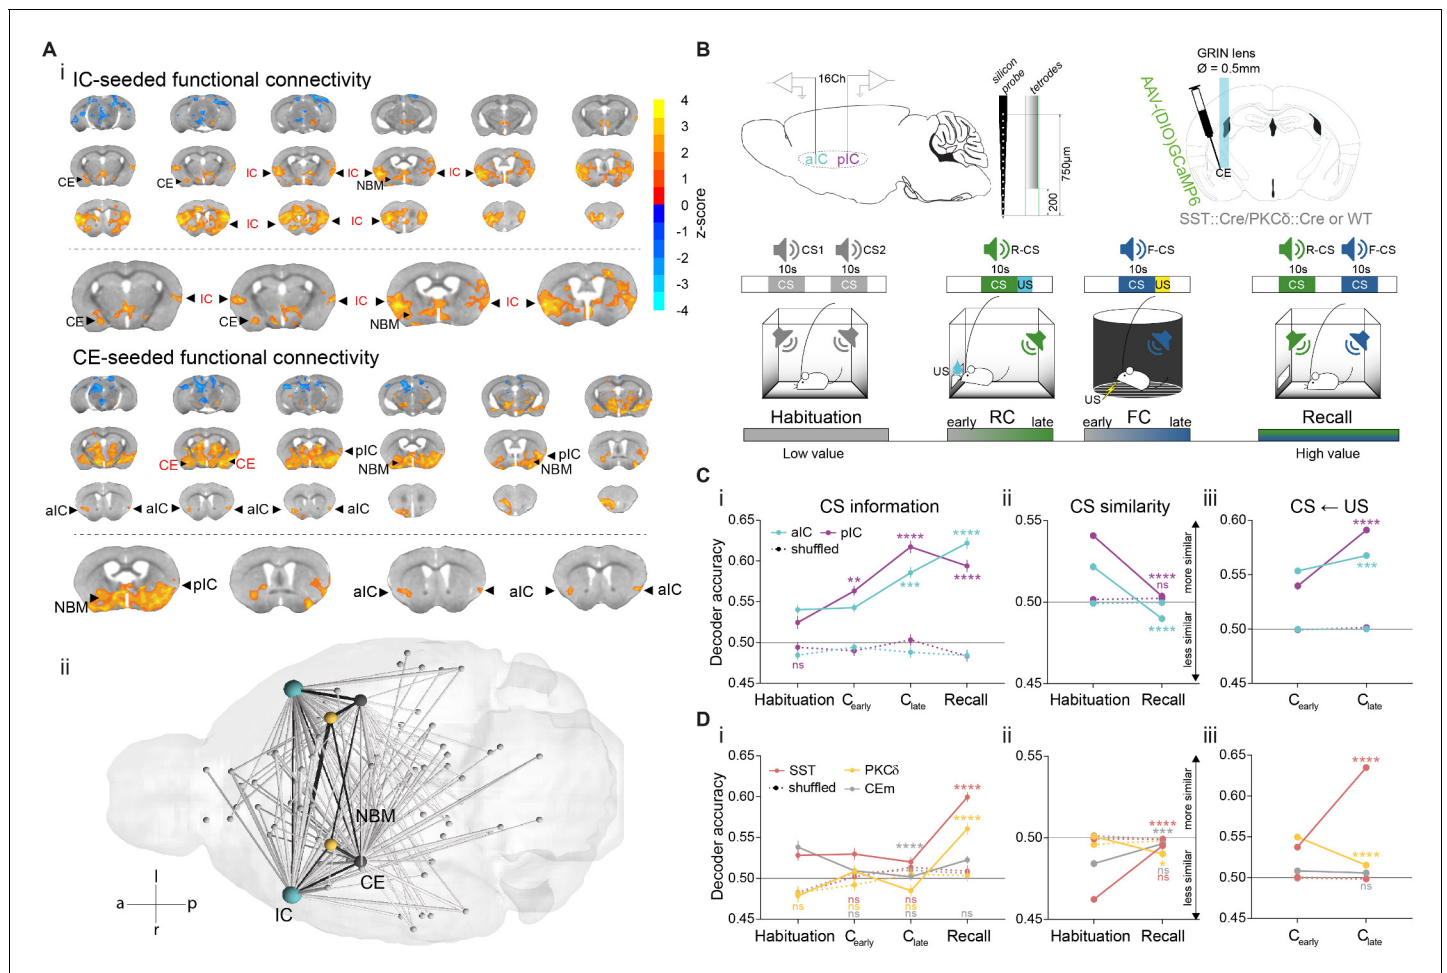 A
i
IC-seeded functional connectivity
CE
CE
IC
IC
NBM
IC
IC
IC
4
3
2
1
0
-1
-2
-3
-4
z-score
CE
IC
CE
IC
NBM
IC
CE-seeded functional connectivity
CE
CE
pIC
NBM
pIC
NBM
aIC
aIC
aIC
aIC
NBM
pIC
aIC
aIC
aIC
ii
NBM
CE
IC
l
a
p
r
B
16Ch
aIC
pIC
silicon probe
tetrodes
750µm
200
GRIN lens
Ø = 0.5mm
AAV-(DIO)GCaMP6
CE
SST::Cre/PKCδ::Cre or WT
CS1
CS2
10s
10s
CS
CS
R-CS
10s
CS
US
F-CS
10s
CS
US
R-CS
F-CS
10s
10s
CS
CS
US
US
Habituation
Low value
early
RC
late
early
FC
late
Recall
High value
C
i
CS information
aIC
pIC
shuffled
Decoder accuracy
0.65
0.60
0.55
0.50
0.45
**
****
***
****
****
ns
Habituation
Cearly
Clate
Recall
ii
CS similarity
0.55
0.50
0.45
****
ns
****
more similar
less similar
Habituation
Recall
iii
CS ← US
0.60
0.55
0.50
0.45
****
***
Cearly
Clate
D
i
SST
PKCδ
shuffled
CEm
Decoder accuracy
0.65
0.60
0.55
0.50
0.45
****
****
****
ns
ns
ns
ns
ns
ns
ns
ns
Habituation
Cearly
Clate
Recall
ii
0.55
0.50
0.45
****
***
*
ns
ns
more similar
less similar
Habituation
Recall
iii
0.65
0.60
0.55
0.50
0.45
****
****
ns
Cearly
Clate